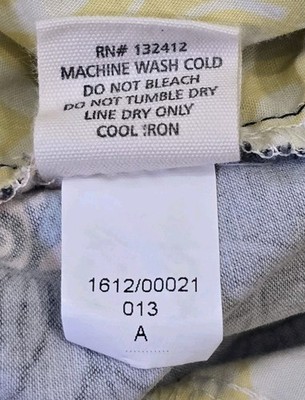 RN# 132412
MACHINE WASH COLD
DO NOT BLEACH
DO NOT TUMBLE DRY
LINE DRY ONLY
COOL IRON
1612/00021
013
A